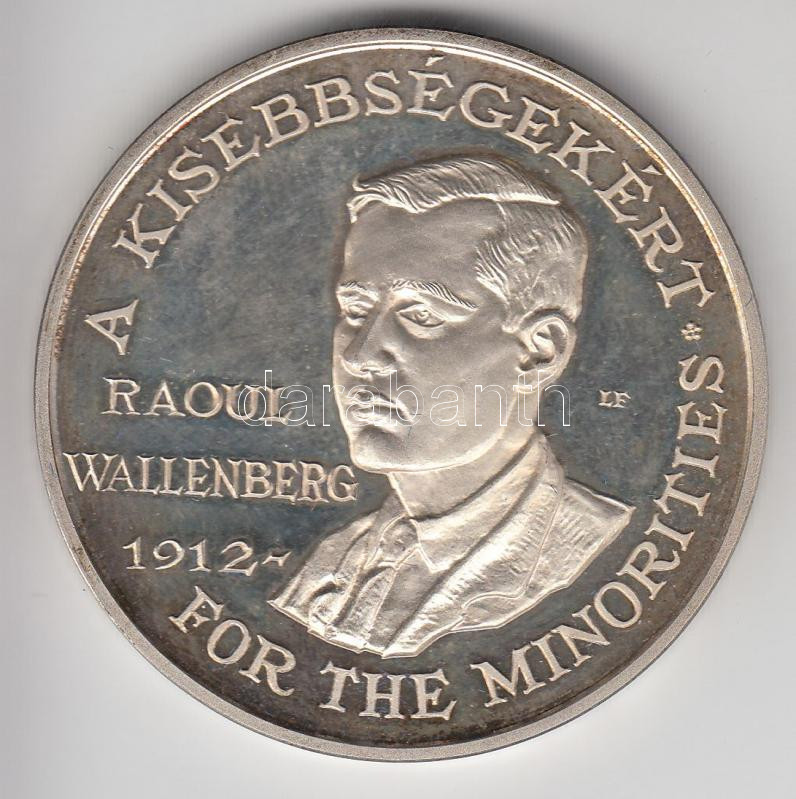 A KISEBBSÉGEKÉRT * FOR THE MINORITIES
RAOUL
WALLENBERG
1912-
LF
darabanth